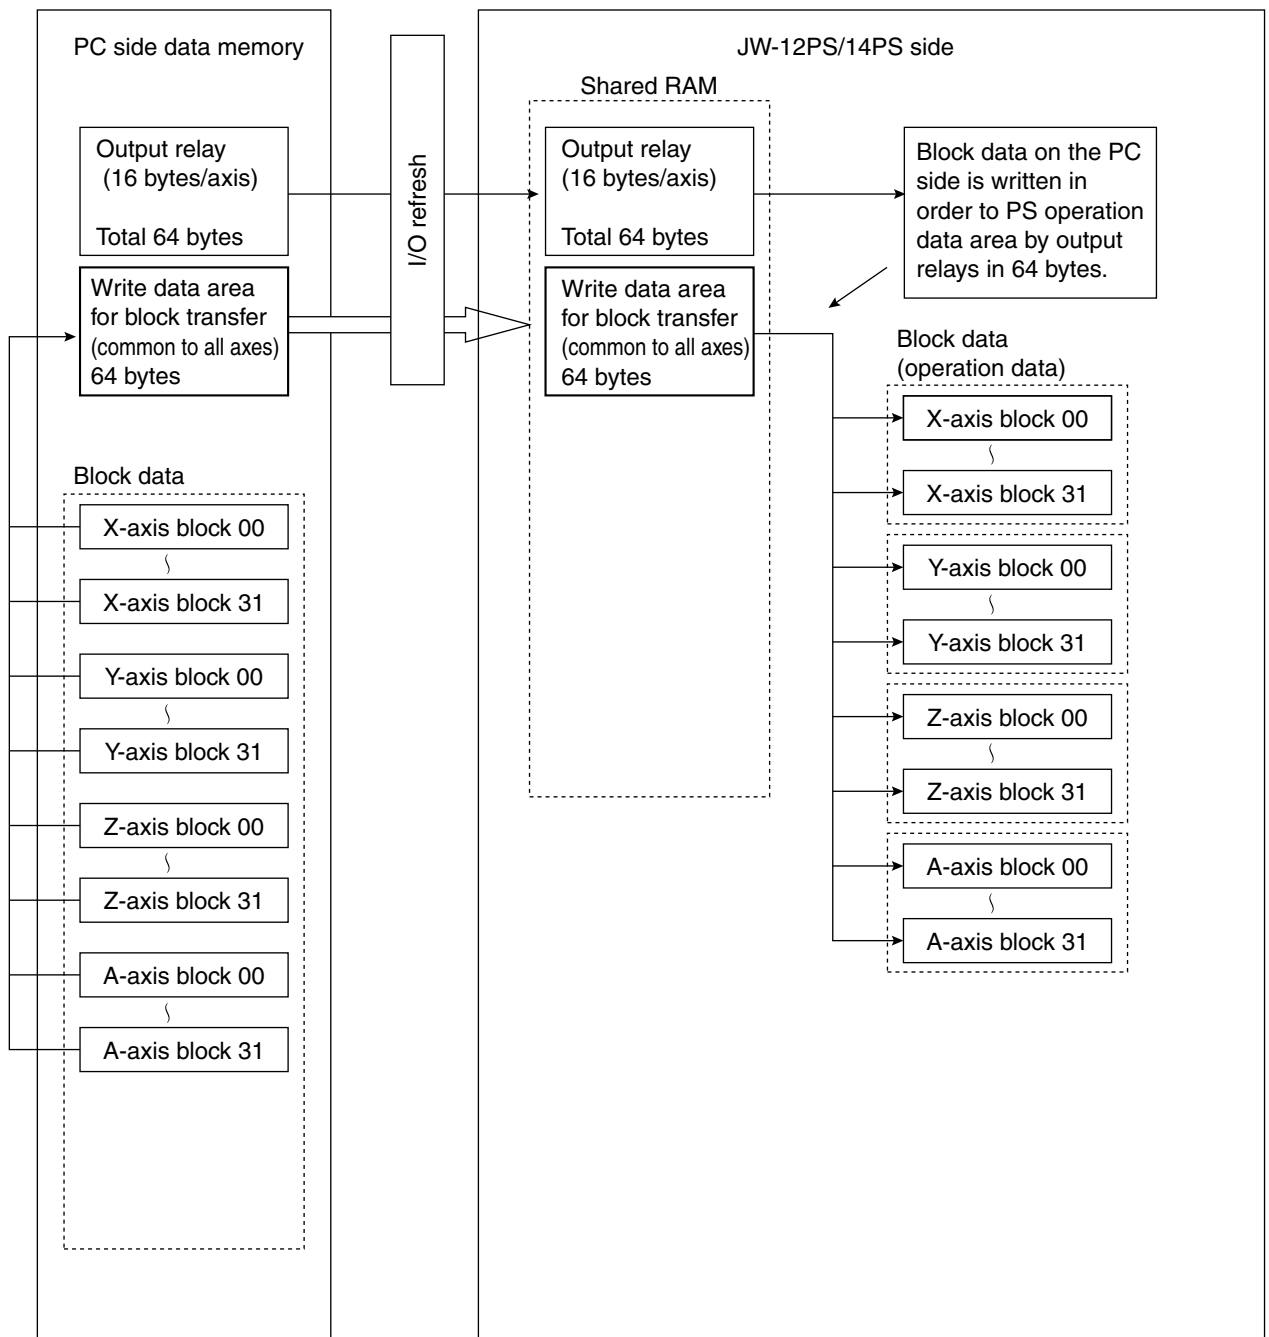 PC side data memory
Output relay
(16 bytes/axis)
Total 64 bytes
Write data area
for block transfer
(common to all axes)
64 bytes
Block data
X-axis block 00
X-axis block 31
Y-axis block 00
Y-axis block 31
Z-axis block 00
Z-axis block 31
A-axis block 00
A-axis block 31
I/O refresh
JW-12PS/14PS side
Shared RAM
Output relay
(16 bytes/axis)
Total 64 bytes
Write data area
for block transfer
(common to all axes)
64 bytes
Block data on the PC
side is written in
order to PS operation
data area by output
relays in 64 bytes.
Block data
(operation data)
X-axis block 00
X-axis block 31
Y-axis block 00
Y-axis block 31
Z-axis block 00
Z-axis block 31
A-axis block 00
A-axis block 31